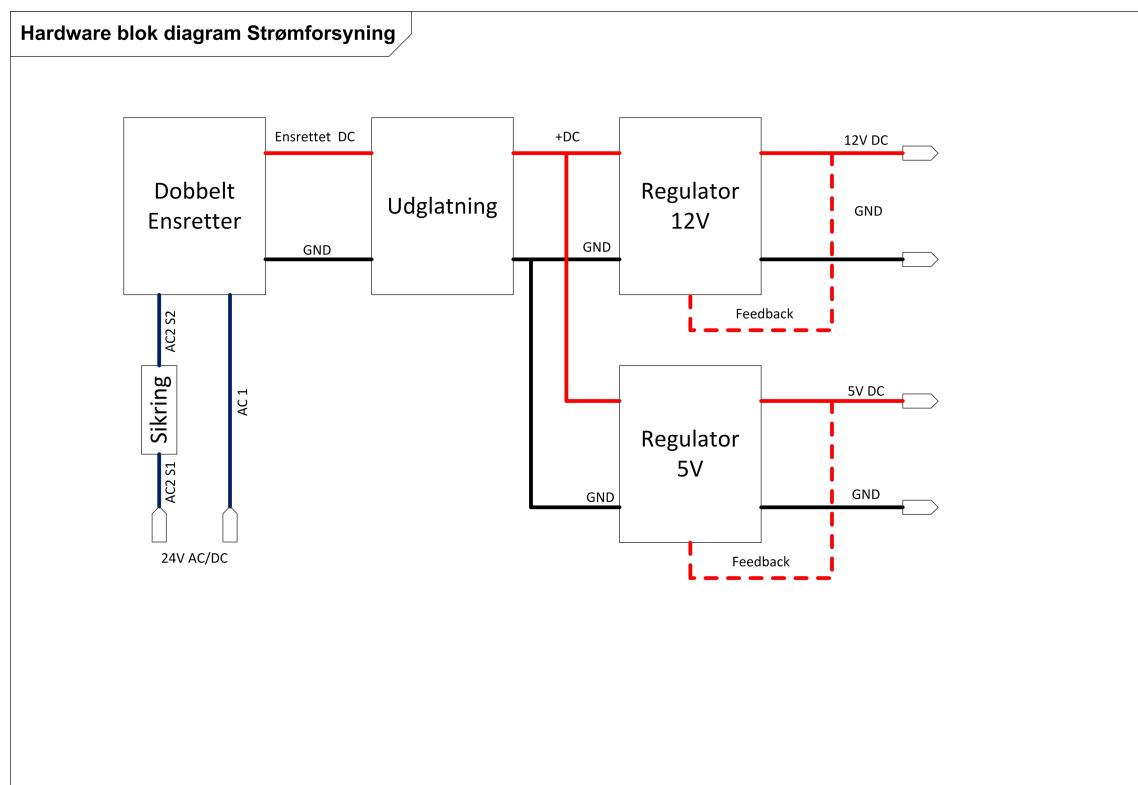 Hardware blok diagram Strømforsyning
Ensrettet DC
+DC
12V DC
Dobbelt
Ensretter
Udglatning
Regulator
12V
GND
GND
GND
Feedback
AC2 S2
AC 1
Sikring
AC2 S1
24V AC/DC
5V DC
Regulator
5V
GND
GND
Feedback